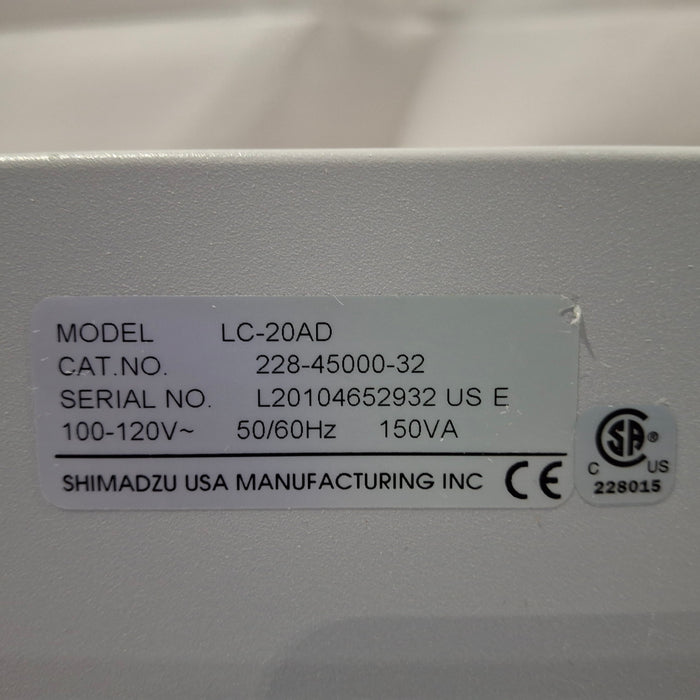 MODEL LC-20AD
CAT.NO. 228-45000-32
SERIAL NO. L20104652932 US E
100-120V~ 50/60Hz 150VA
SHIMADZU USA MANUFACTURING INC CE
SA ®
C US
228015